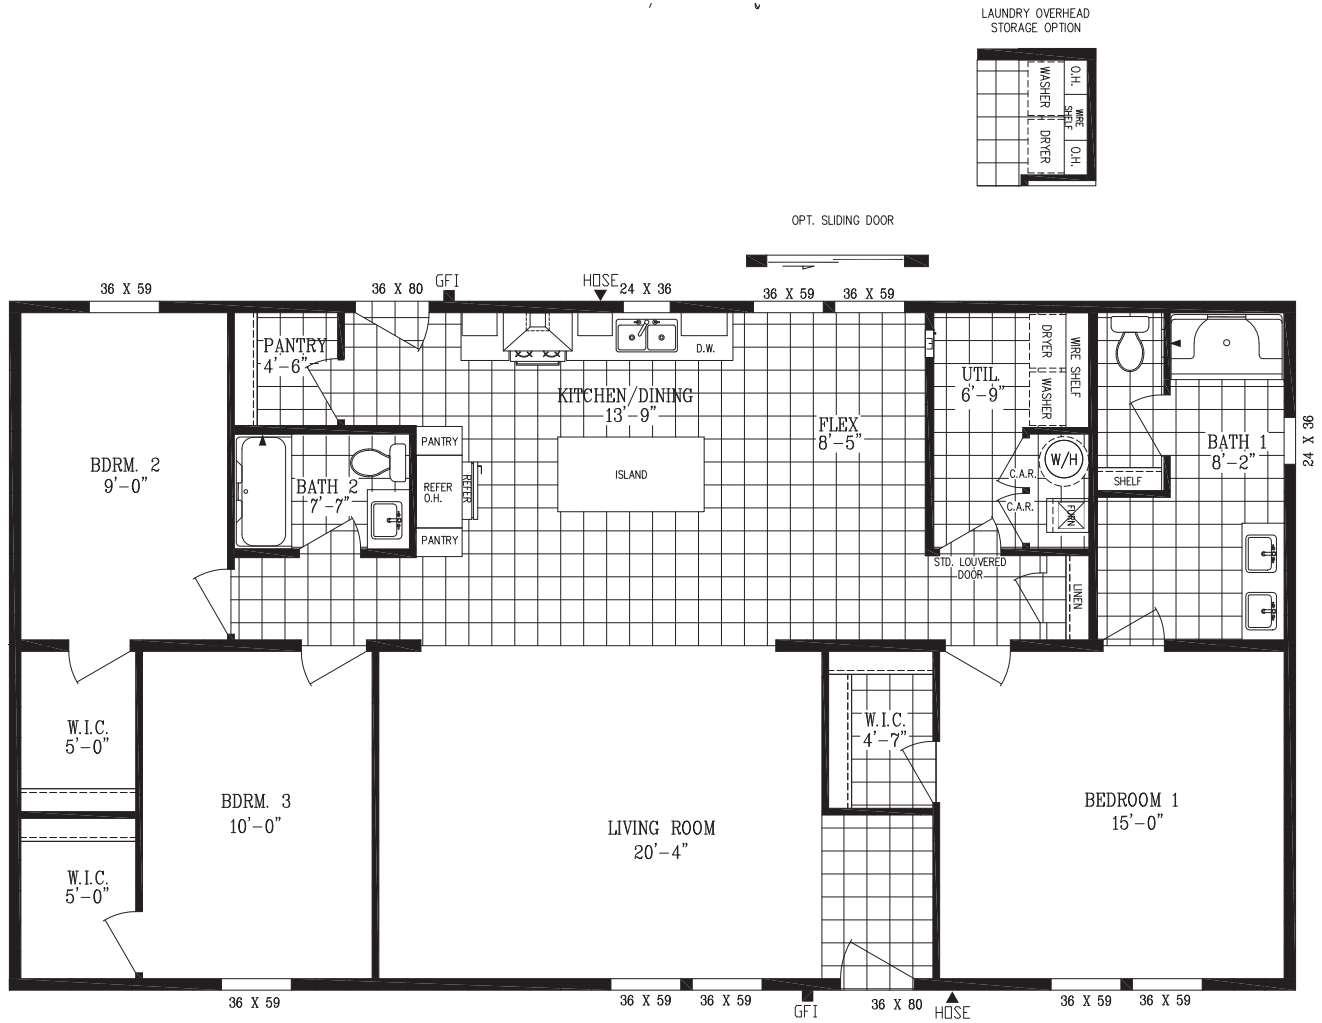 LAUNDRY OVERHEAD
STORAGE OPTION
WASHER
DRYER
O.H.
WIRE
SHELF
O.H.
OPT. SLIDING DOOR
36 X 59
36 X 80
GFI
HOSE
24 X 36
36 X 59
36 X 59
PANTRY
4'-6"
D.W.
KITCHEN/DINING
13'-9"
FLEX
8'-5"
E
UTIL.
6'-9"
DRYER
WASHER
WIRE SHELF
BDRM. 2
9'-0"
BATH 2
7'-7"
PANTRY
REFER
O.H.
REFER
PANTRY
ISLAND
C.A.R.
C.A.R.
W/H
FURN
SHELF
BATH 1
8'-2"
24 X 36
STD. LOUVERED
DOOR
LINEN
W.I.C.
5'-0"
W.I.C.
4'-7"
BDRM. 3
10'-0"
LIVING ROOM
20'-4"
BEDROOM 1
15'-0"
W.I.C.
5'-0"
36 X 59
36 X 59
36 X 59
GFI
36 X 80
HOSE
36 X 59
36 X 59